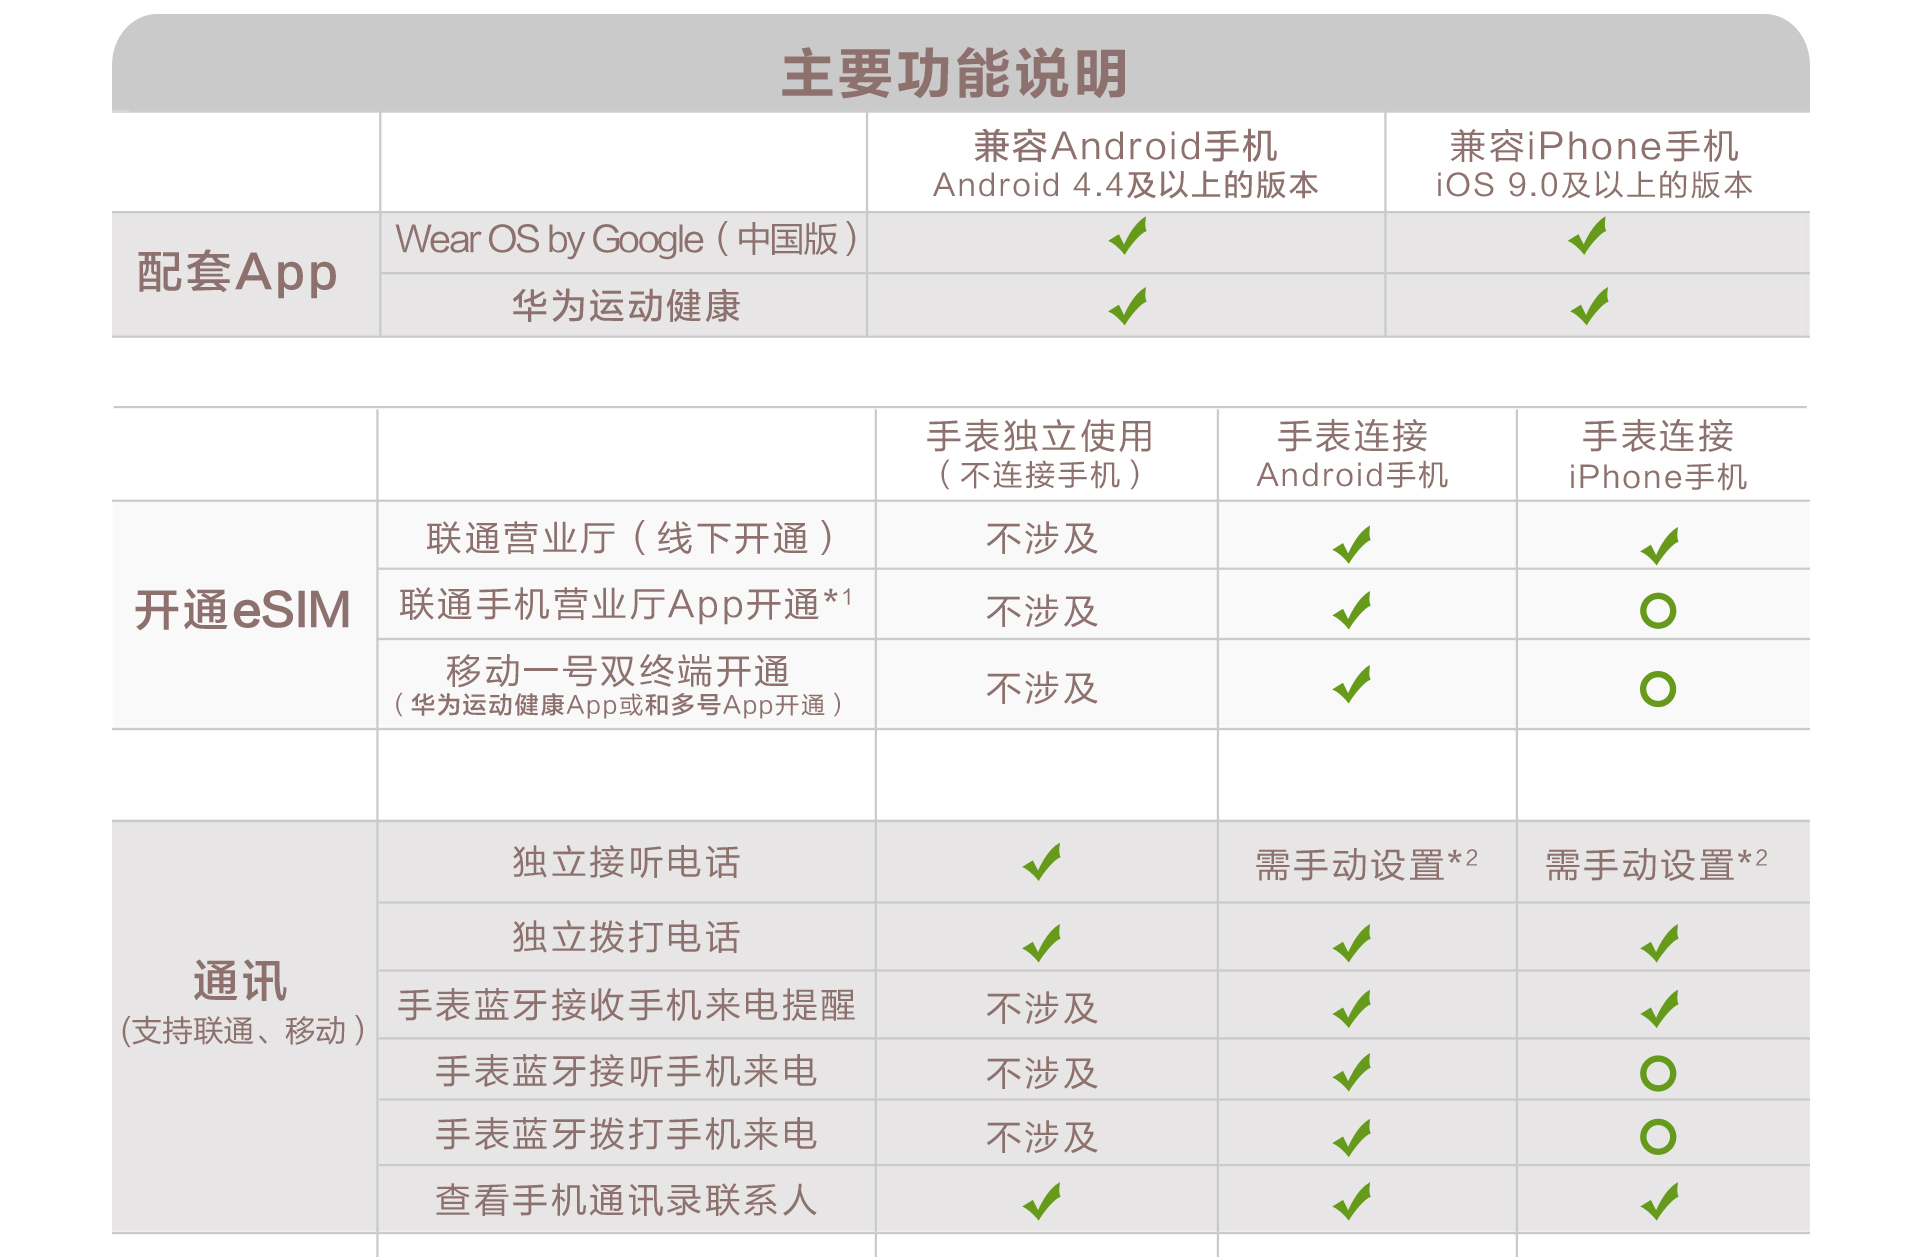 主要功能说明
兼容Android手机 兼容iPhone手机
Android 4.4及以上的版本 iOS 9.0及以上的版本
配套App
Wear OS by Google（中国版）
华为运动健康
手表独立使用 手表连接 手表连接
（不连接手机） Android手机 iPhone手机
开通eSIM
联通营业厅（线下开通） 不涉及
联通手机营业厅App开通*1 不涉及
移动一号双终端开通 不涉及
（华为运动健康App或和多号App开通）
通讯
(支持联通、移动）
独立接听电话 需手动设置*2 需手动设置*2
独立拨打电话
手表蓝牙接收手机来电提醒 不涉及
手表蓝牙接听手机来电 不涉及
手表蓝牙拨打手机来电 不涉及
查看手机通讯录联系人